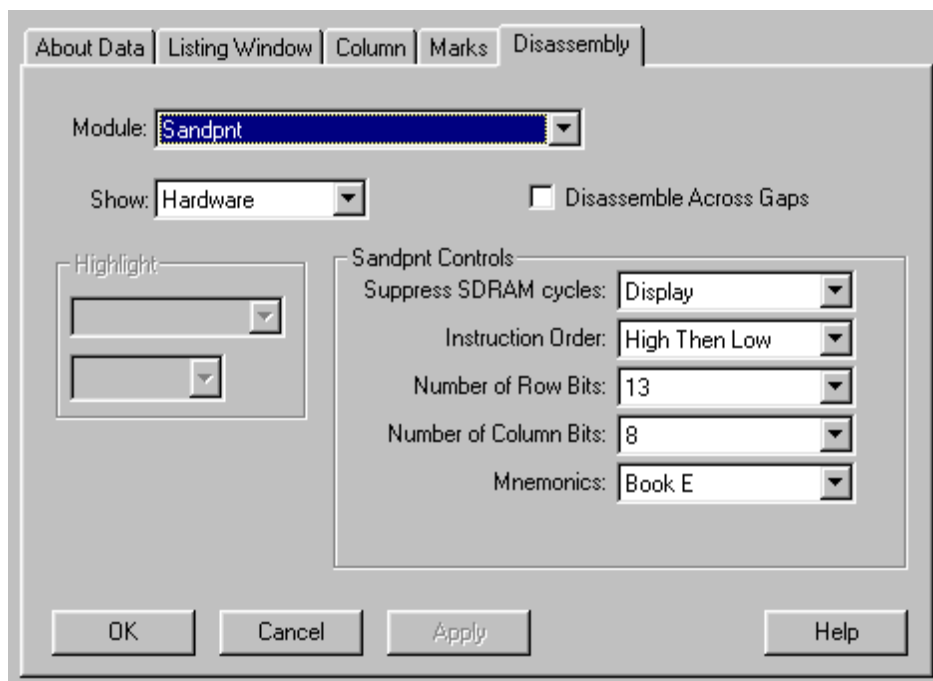 About Data Listing Window Column Marks Disassembly
Module: Sandpnt
Show: Hardware Disassemble Across Gaps
Highlight
Sandpnt Controls
Suppress SDRAM cycles: Display
Instruction Order: High Then Low
Number of Row Bits: 13
Number of Column Bits: 8
Mnemonics: Book E
OK Cancel Apply Help